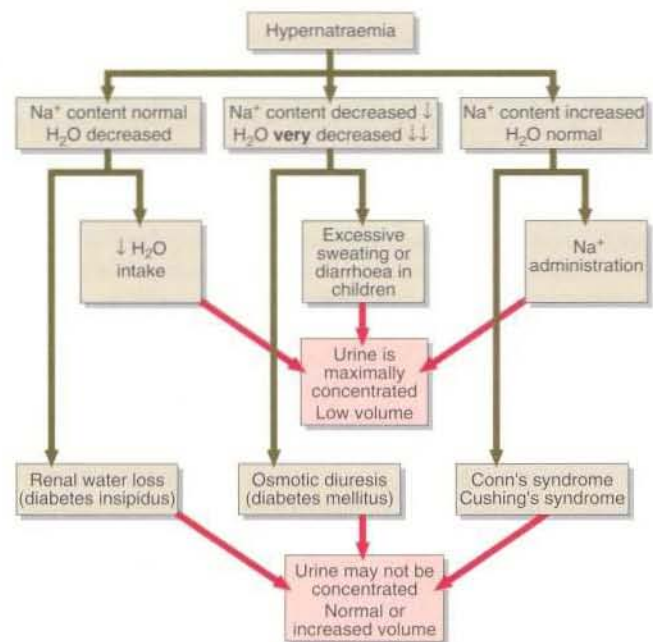 Hypernatraemia
Na⁺ content normal
H₂O decreased
Na⁺ content decreased ↓
H₂O very decreased ↓↓
Na⁺ content increased
H₂O normal
↓ H₂O
intake
Excessive
sweating or
diarrhoea in
children
Na⁺
administration
Urine is
maximally
concentrated
Low volume
Renal water loss
(diabetes insipidus)
Osmotic diuresis
(diabetes mellitus)
Conn's syndrome
Cushing's syndrome
Urine may not be
concentrated
Normal or
increased volume